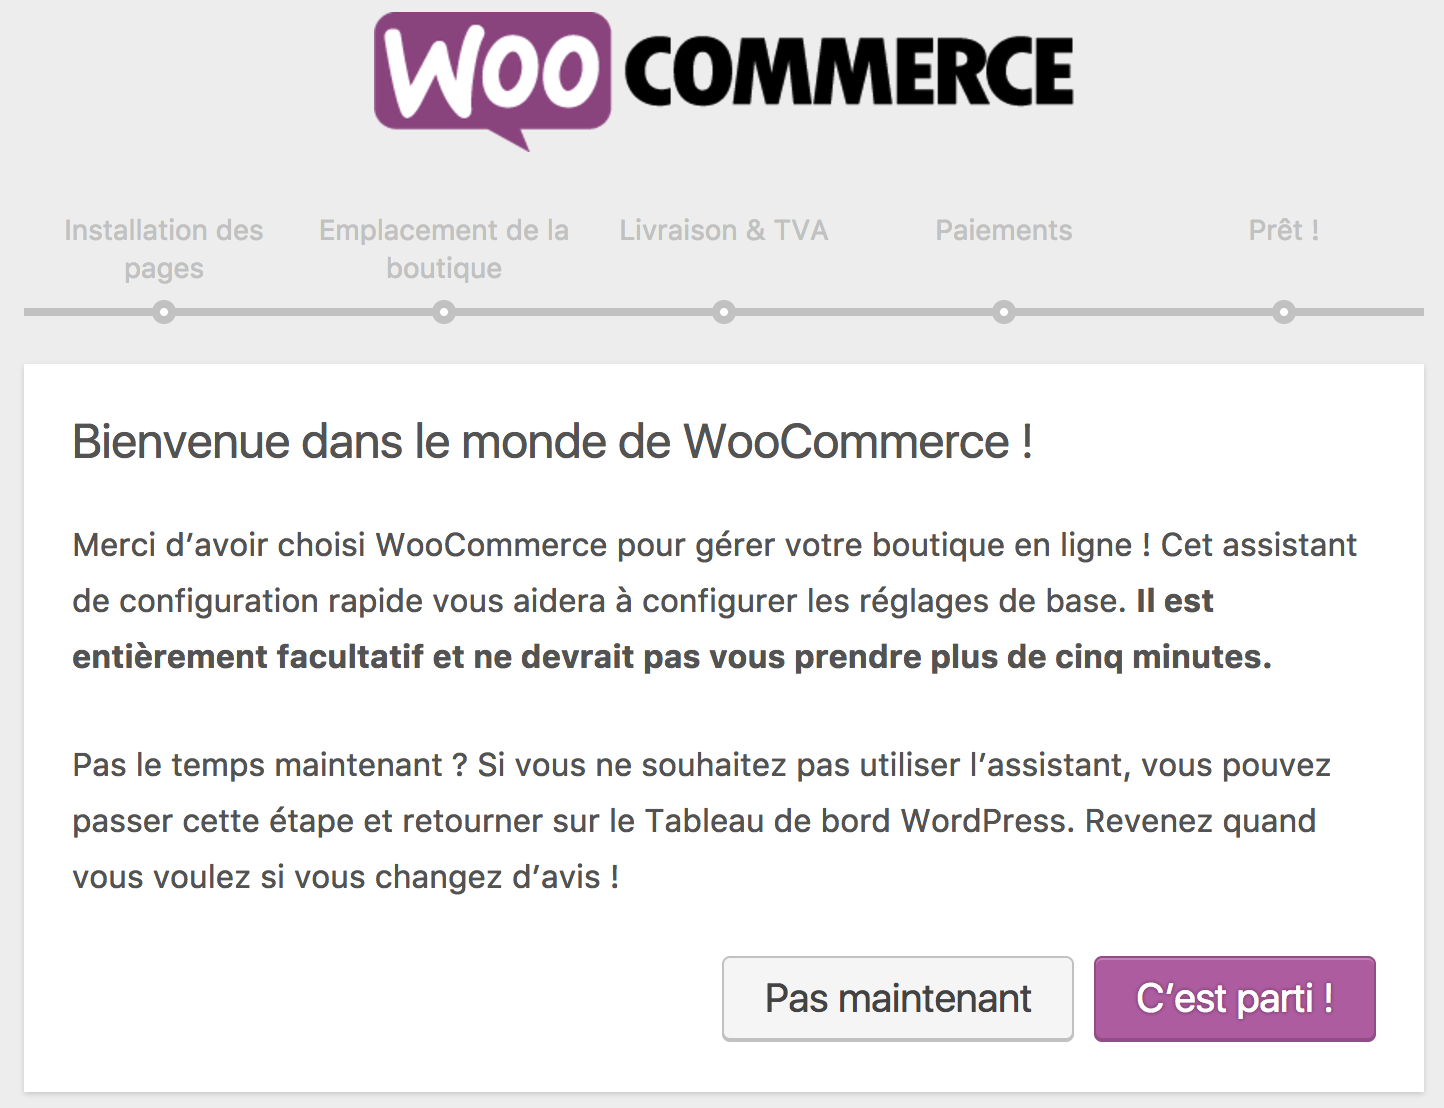 WOO COMMERCE
Installation des
pages
Emplacement de la
boutique
Livraison & TVA
Paiements
Prêt !
Bienvenue dans le monde de WooCommerce !
Merci d’avoir choisi WooCommerce pour gérer votre boutique en ligne ! Cet assistant
de configuration rapide vous aidera à configurer les réglages de base. Il est
entièrement facultatif et ne devrait pas vous prendre plus de cinq minutes.
Pas le temps maintenant ? Si vous ne souhaitez pas utiliser l’assistant, vous pouvez
passer cette étape et retourner sur le Tableau de bord WordPress. Revenez quand
vous voulez si vous changez d’avis !
Pas maintenant
C’est parti !